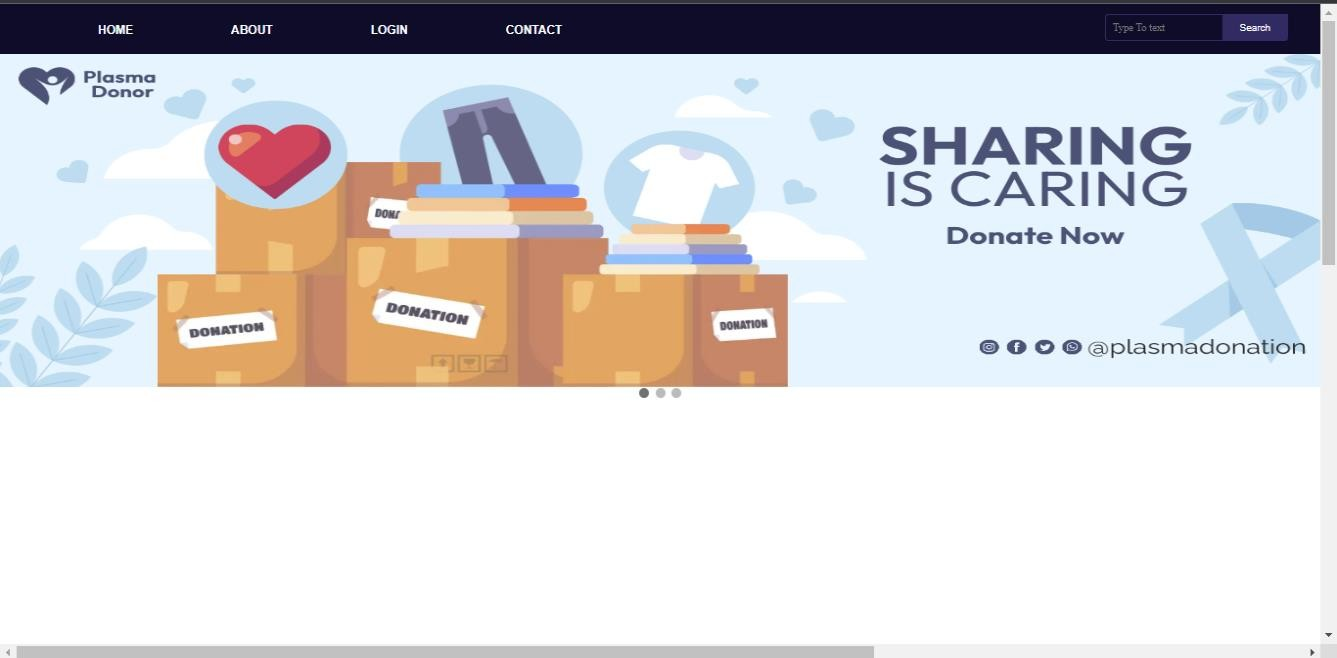 HOME ABOUT LOGIN CONTACT Type To text Search
Plasma
Donor
SHARING
IS CARING
Donate Now
DONA
DONATION
DONATION
DONATION
@plasmadonation